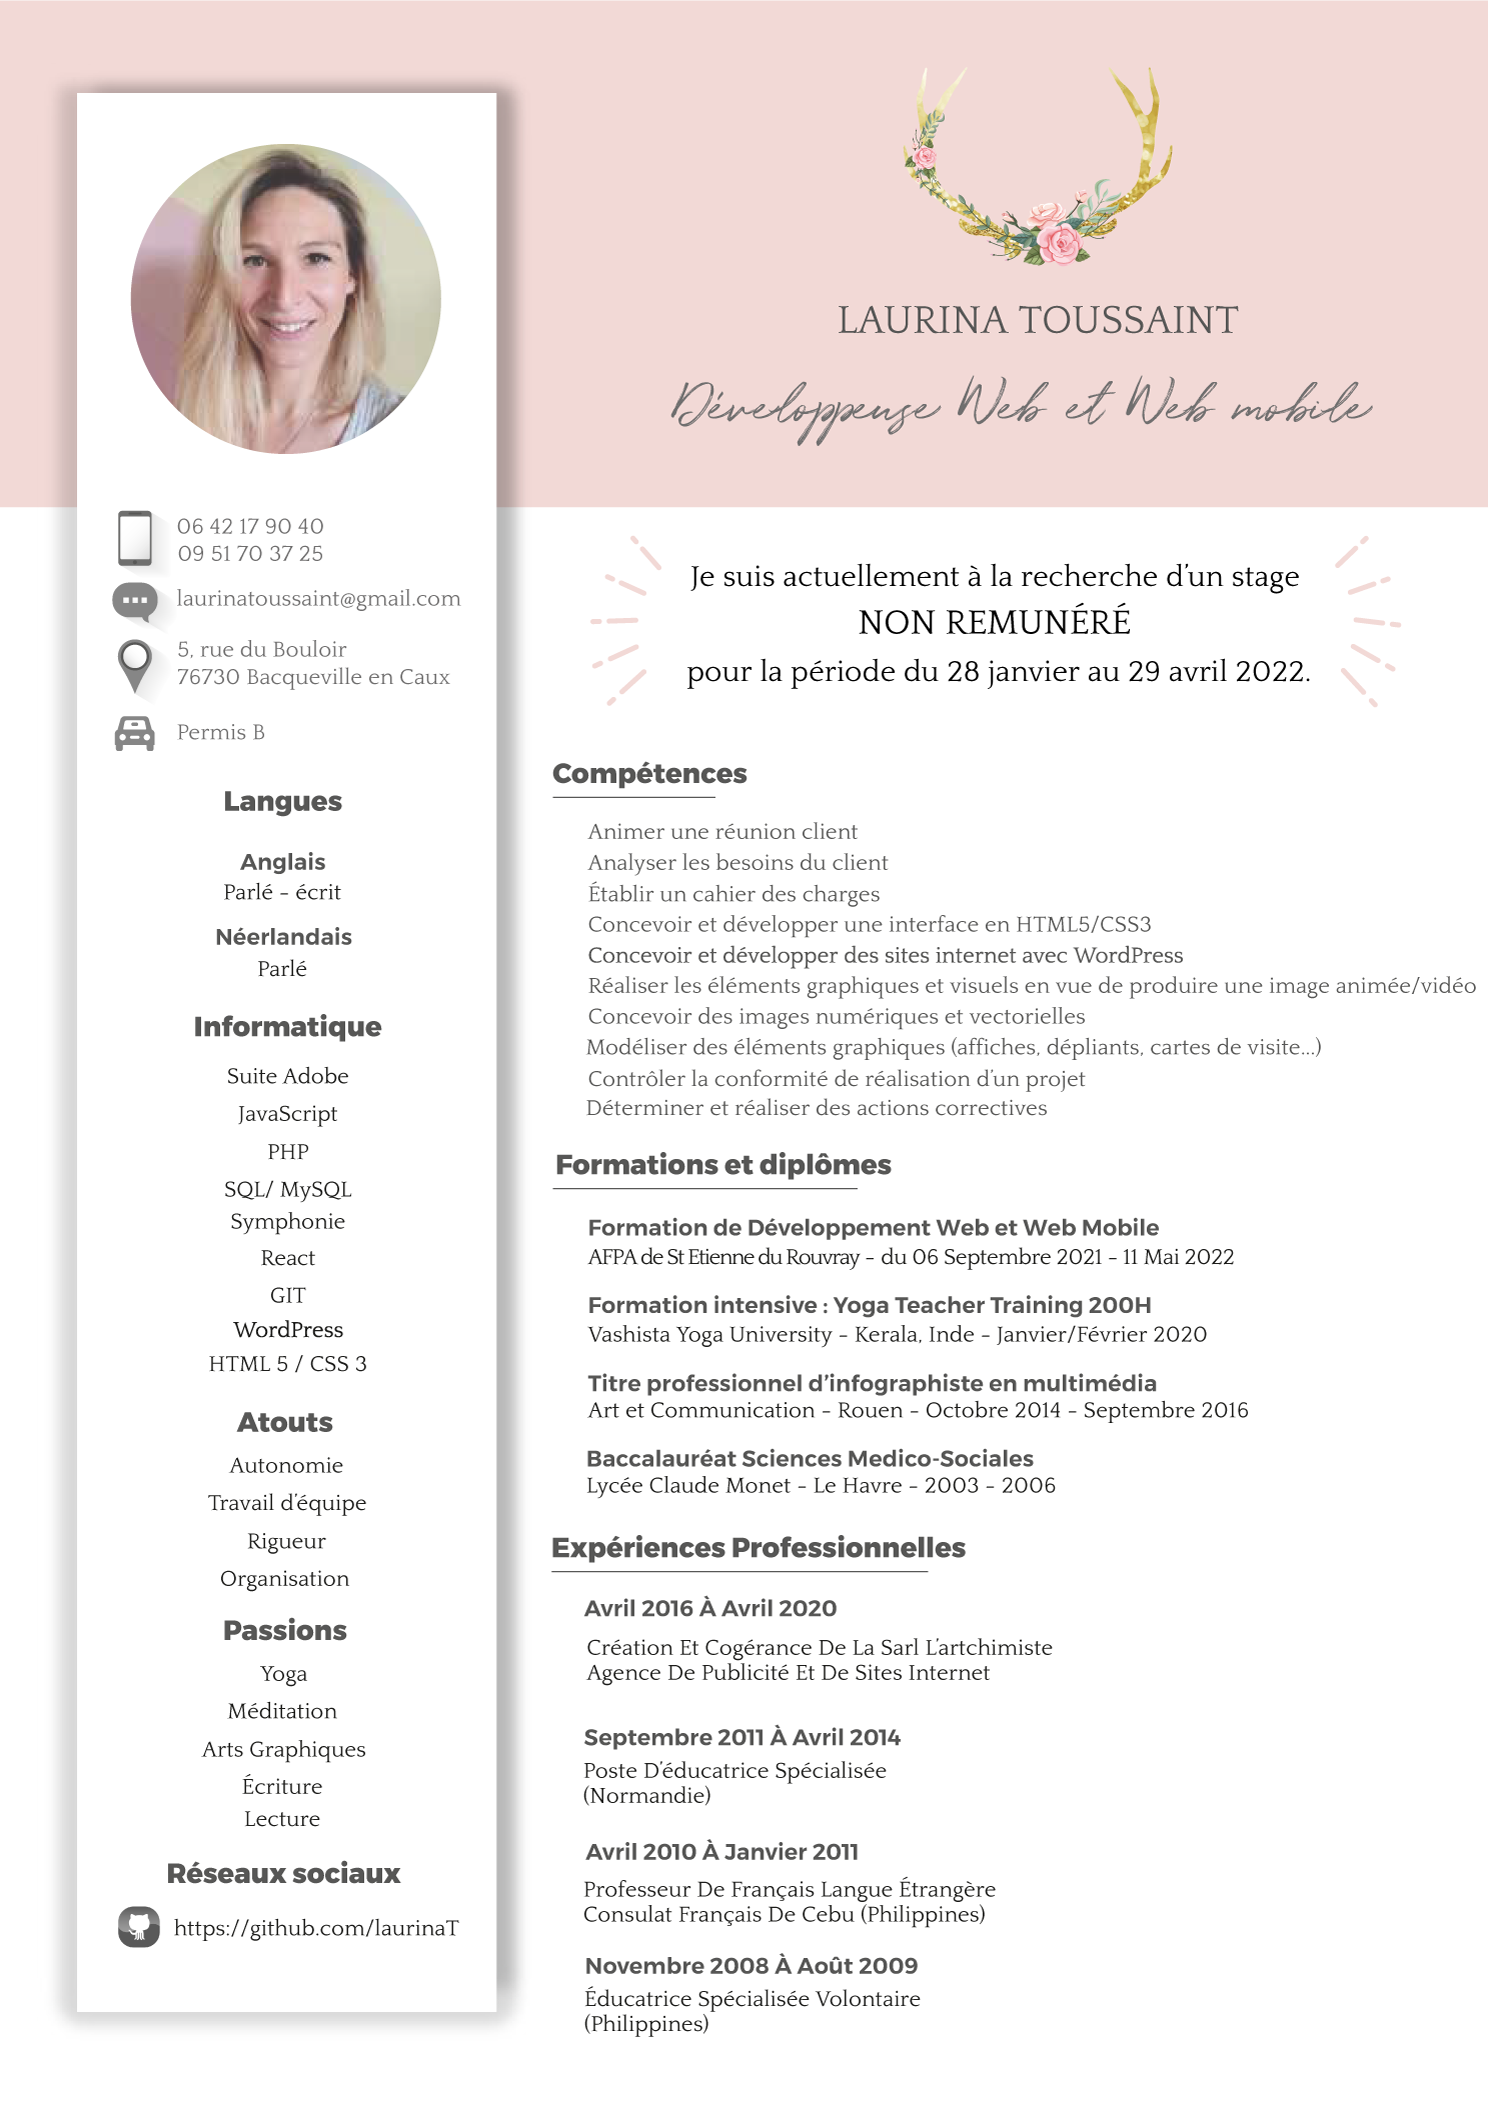 LAURINA TOUSSAINT
Développeuse Web et Web mobile
06 42 17 90 40
09 51 70 37 25
laurinatoussaint@gmail.com
5, rue du Bouloir
76730 Bacqueville en Caux
Permis B
Langues
Anglais
Parlé - écrit
Néerlandais
Parlé
Informatique
Suite Adobe
JavaScript
PHP
SQL/ MySQL
Symphonie
React
GIT
WordPress
HTML 5 / CSS 3
Atouts
Autonomie
Travail d'équipe
Rigueur
Organisation
Passions
Yoga
Méditation
Arts Graphiques
Écriture
Lecture
Réseaux sociaux
https://github.com/laurinaT
Je suis actuellement à la recherche d'un stage
NON REMUNÉRÉ
pour la période du 28 janvier au 29 avril 2022.
Compétences
Animer une réunion client
Analyser les besoins du client
Établir un cahier des charges
Concevoir et développer une interface en HTML5/CSS3
Concevoir et développer des sites internet avec WordPress
Réaliser les éléments graphiques et visuels en vue de produire une image animée/vidéo
Concevoir des images numériques et vectorielles
Modéliser des éléments graphiques (affiches, dépliants, cartes de visite...)
Contrôler la conformité de réalisation d'un projet
Déterminer et réaliser des actions correctives
Formations et diplômes
Formation de Développement Web et Web Mobile
AFPA de St Etienne du Rouvray - du 06 Septembre 2021 - 11 Mai 2022
Formation intensive : Yoga Teacher Training 200H
Vashista Yoga University - Kerala, Inde - Janvier/Février 2020
Titre professionnel d'infographiste en multimédia
Art et Communication - Rouen - Octobre 2014 - Septembre 2016
Baccalauréat Sciences Medico-Sociales
Lycée Claude Monet - Le Havre - 2003 - 2006
Expériences Professionnelles
Avril 2016 À Avril 2020
Création Et Cogérance De La Sarl L'artchimiste
Agence De Publicité Et De Sites Internet
Septembre 2011 À Avril 2014
Poste D'éducatrice Spécialisée
(Normandie)
Avril 2010 À Janvier 2011
Professeur De Français Langue Étrangère
Consulat Français De Cebu (Philippines)
Novembre 2008 À Août 2009
Éducatrice Spécialisée Volontaire
(Philippines)